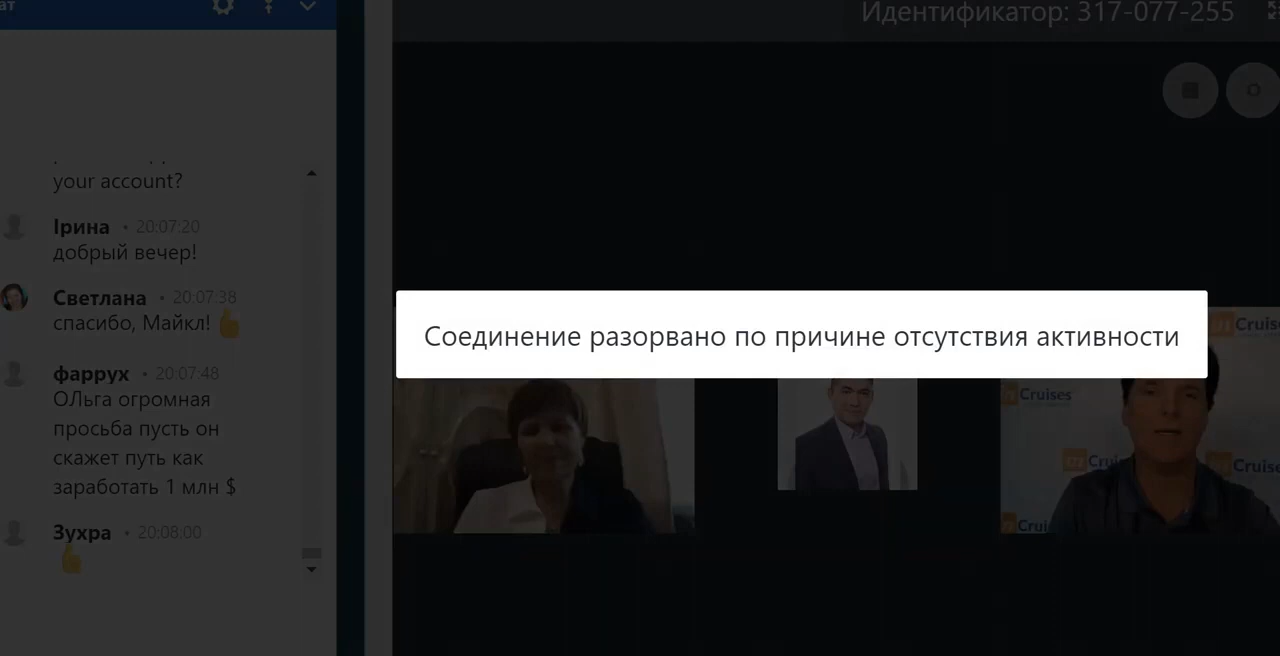 ат
Идентификатор: 317-077-255
your account?
Ірина • 20:07:20
добрый вечер!
Светлана • 20:07:38
спасибо, Майкл! 👍
фаррух • 20:07:48
ОЛьга огромная
просьба пусть он
скажет путь как
заработать 1 млн $
Зухра • 20:08:00
👍
Соединение разорвано по причине отсутствия активности
Cruises
Cruises
Cruises
Cruis